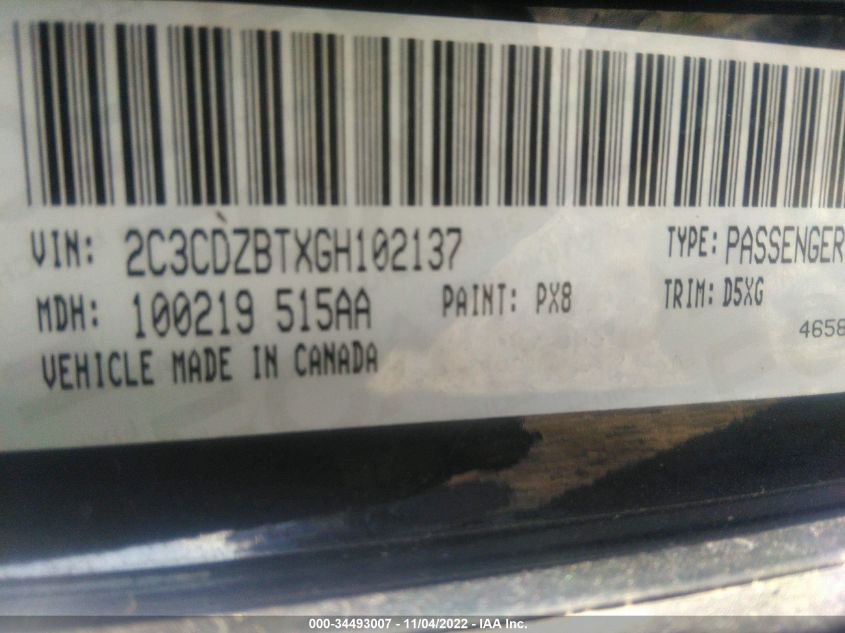 VIN: 2C3CDZBTXGH102137 TYPE: PASSENGER
MDH: 100219 515AA PAINT: PX8 TRIM: D5XG
4658
VEHICLE MADE IN CANADA
000-34493007 - 11/04/2022 - IAA Inc.